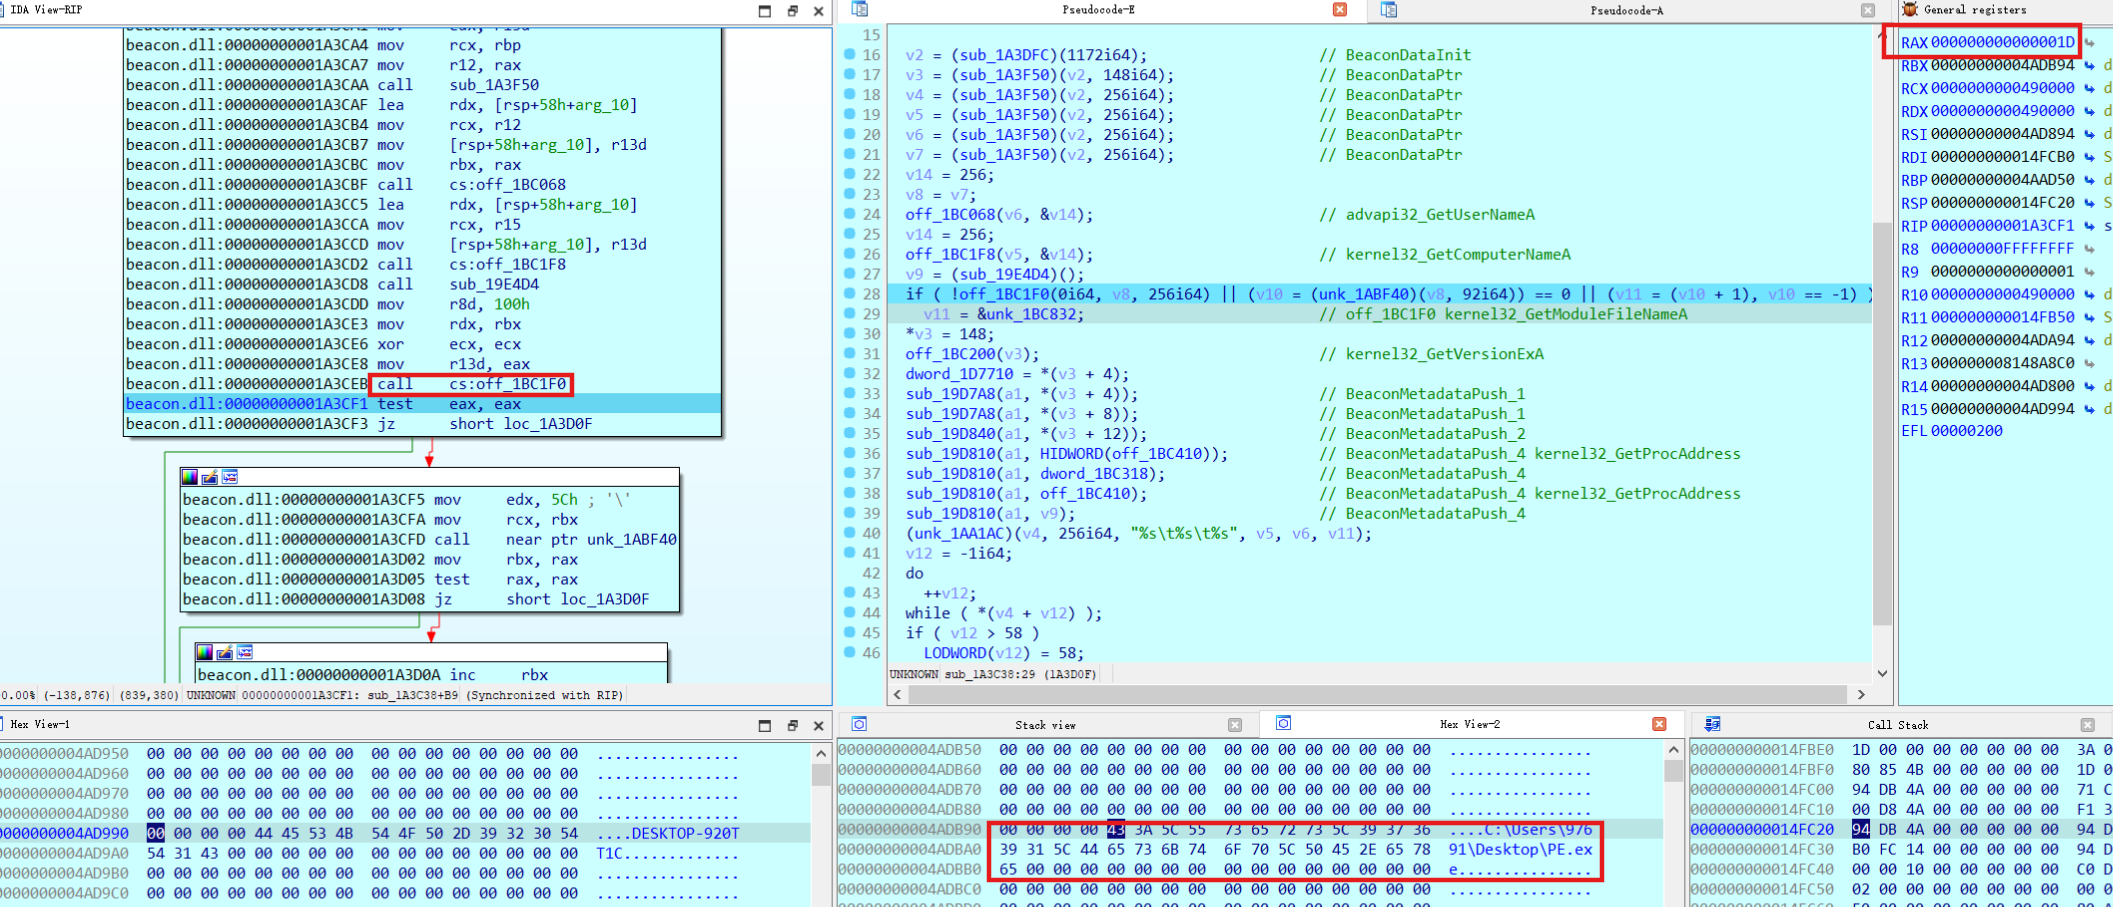 IDA View-RIP
beacon.dll:00000000001A3CA4 mov rcx, rbp
beacon.dll:00000000001A3CA7 mov r12, rax
beacon.dll:00000000001A3CAA call sub_1A3F50
beacon.dll:00000000001A3CAF lea rdx, [rsp+58h+arg_10]
beacon.dll:00000000001A3CB4 mov rcx, r12
beacon.dll:00000000001A3CB7 mov [rsp+58h+arg_10], r13d
beacon.dll:00000000001A3CBC mov rbx, rax
beacon.dll:00000000001A3CBF call cs:off_1BC068
beacon.dll:00000000001A3CC5 lea rdx, [rsp+58h+arg_10]
beacon.dll:00000000001A3CCA mov rcx, r15
beacon.dll:00000000001A3CCD mov [rsp+58h+arg_10], r13d
beacon.dll:00000000001A3CD2 call cs:off_1BC1F8
beacon.dll:00000000001A3CD8 call sub_19E4D4
beacon.dll:00000000001A3CDD mov r8d, 100h
beacon.dll:00000000001A3CE3 mov rdx, rbx
beacon.dll:00000000001A3CE6 xor ecx, ecx
beacon.dll:00000000001A3CE8 mov r13d, eax
beacon.dll:00000000001A3CEB call cs:off_1BC1F0
beacon.dll:00000000001A3CF1 test eax, eax
beacon.dll:00000000001A3CF3 jz short loc_1A3D0F
beacon.dll:00000000001A3CF5 mov edx, 5Ch ; '\'
beacon.dll:00000000001A3CFA mov rcx, rbx
beacon.dll:00000000001A3CFD call near ptr unk_1ABF40
beacon.dll:00000000001A3D02 mov rbx, rax
beacon.dll:00000000001A3D05 test rax, rax
beacon.dll:00000000001A3D08 jz short loc_1A3D0F
beacon.dll:00000000001A3D0A inc rbx
0.00% (-138,876) (839,380) UNKNOWN 00000000001A3CF1: sub_1A3C38+B9 (Synchronized with RIP)
Pseudocode-E
Pseudocode-A
15
16 v2 = (sub_1A3DFC)(1172i64); // BeaconDataInit
17 v3 = (sub_1A3F50)(v2, 148i64); // BeaconDataPtr
18 v4 = (sub_1A3F50)(v2, 256i64); // BeaconDataPtr
19 v5 = (sub_1A3F50)(v2, 256i64); // BeaconDataPtr
20 v6 = (sub_1A3F50)(v2, 256i64); // BeaconDataPtr
21 v7 = (sub_1A3F50)(v2, 256i64); // BeaconDataPtr
22 v14 = 256;
23 v8 = v7;
24 off_1BC068(v6, &v14); // advapi32_GetUserNameA
25 v14 = 256;
26 off_1BC1F8(v5, &v14); // kernel32_GetComputerNameA
27 v9 = (sub_19E4D4)();
28 if ( !off_1BC1F0(0i64, v8, 256i64) || (v10 = (unk_1ABF40)(v8, 92i64)) == 0 || (v11 = (v10 + 1), v10 == -1) )
29 v11 = &unk_1BC832; // off_1BC1F0 kernel32_GetModuleFileNameA
30 *v3 = 148;
31 off_1BC200(v3); // kernel32_GetVersionExA
32 dword_1D7710 = *(v3 + 4);
33 sub_19D7A8(a1, *(v3 + 4)); // BeaconMetadataPush_1
34 sub_19D7A8(a1, *(v3 + 8)); // BeaconMetadataPush_1
35 sub_19D840(a1, *(v3 + 12)); // BeaconMetadataPush_2
36 sub_19D810(a1, HIDWORD(off_1BC410)); // BeaconMetadataPush_4 kernel32_GetProcAddress
37 sub_19D810(a1, dword_1BC318); // BeaconMetadataPush_4
38 sub_19D810(a1, off_1BC410); // BeaconMetadataPush_4 kernel32_GetProcAddress
39 sub_19D810(a1, v9); // BeaconMetadataPush_4
40 (unk_1AA1AC)(v4, 256i64, "%s\t%s\t%s", v5, v6, v11);
41 v12 = -1i64;
42 do
43 ++v12;
44 while ( *(v4 + v12) );
45 if ( v12 > 58 )
46 LODWORD(v12) = 58;
UNKNOWN sub_1A3C38:29 (1A3D0F)
General registers
RAX 000000000000001D
RBX 00000000004ADB94 d
RCX 0000000000490000 d
RDX 0000000000490000 d
RSI 00000000004AD894 d
RDI 000000000014FCB0 S
RBP 00000000004AAD50 d
RSP 000000000014FC20 S
RIP 00000000001A3CF1 s
R8 00000000FFFFFFFF
R9 0000000000000001
R10 0000000000490000 d
R11 000000000014FB50 S
R12 00000000004ADA94 d
R13 000000008148A8C0
R14 00000000004AD800 d
R15 00000000004AD994 d
EFL 00000200
Hex View-1
0000000004AD950 00 00 00 00 00 00 00 00 00 00 00 00 00 00 00 00 ................
0000000004AD960 00 00 00 00 00 00 00 00 00 00 00 00 00 00 00 00 ................
0000000004AD970 00 00 00 00 00 00 00 00 00 00 00 00 00 00 00 00 ................
0000000004AD980 00 00 00 00 00 00 00 00 00 00 00 00 00 00 00 00 ................
0000000004AD990 00 00 00 00 44 45 53 4B 54 4F 50 2D 39 32 30 54 ....DESKTOP-920T
0000000004AD9A0 54 31 43 00 00 00 00 00 00 00 00 00 00 00 00 00 T1C.............
0000000004AD9B0 00 00 00 00 00 00 00 00 00 00 00 00 00 00 00 00 ................
0000000004AD9C0 00 00 00 00 00 00 00 00 00 00 00 00 00 00 00 00 ................
Stack view
Hex View-2
00000000004ADB50 00 00 00 00 00 00 00 00 00 00 00 00 00 00 00 00 ................
00000000004ADB60 00 00 00 00 00 00 00 00 00 00 00 00 00 00 00 00 ................
00000000004ADB70 00 00 00 00 00 00 00 00 00 00 00 00 00 00 00 00 ................
00000000004ADB80 00 00 00 00 00 00 00 00 00 00 00 00 00 00 00 00 ................
00000000004ADB90 00 00 00 00 43 3A 5C 55 73 65 72 73 5C 39 37 36 ....C:\Users\976
00000000004ADBA0 39 31 5C 44 65 73 6B 74 6F 70 5C 50 45 2E 65 78 91\Desktop\PE.ex
00000000004ADBB0 65 00 00 00 00 00 00 00 00 00 00 00 00 00 00 00 e...............
00000000004ADBC0 00 00 00 00 00 00 00 00 00 00 00 00 00 00 00 00 ................
Call Stack
000000000014FBE0 1D 00 00 00 00 00 00 00 3A 0
000000000014FBF0 80 85 4B 00 00 00 00 00 1D 0
000000000014FC00 94 DB 4A 00 00 00 00 00 71 C
000000000014FC10 00 D8 4A 00 00 00 00 00 F1 3
000000000014FC20 94 DB 4A 00 00 00 00 00 94 D
000000000014FC30 B0 FC 14 00 00 00 00 00 94 D
000000000014FC40 00 00 10 00 00 00 00 00 C0 D
000000000014FC50 02 00 00 00 00 00 00 00 00 0